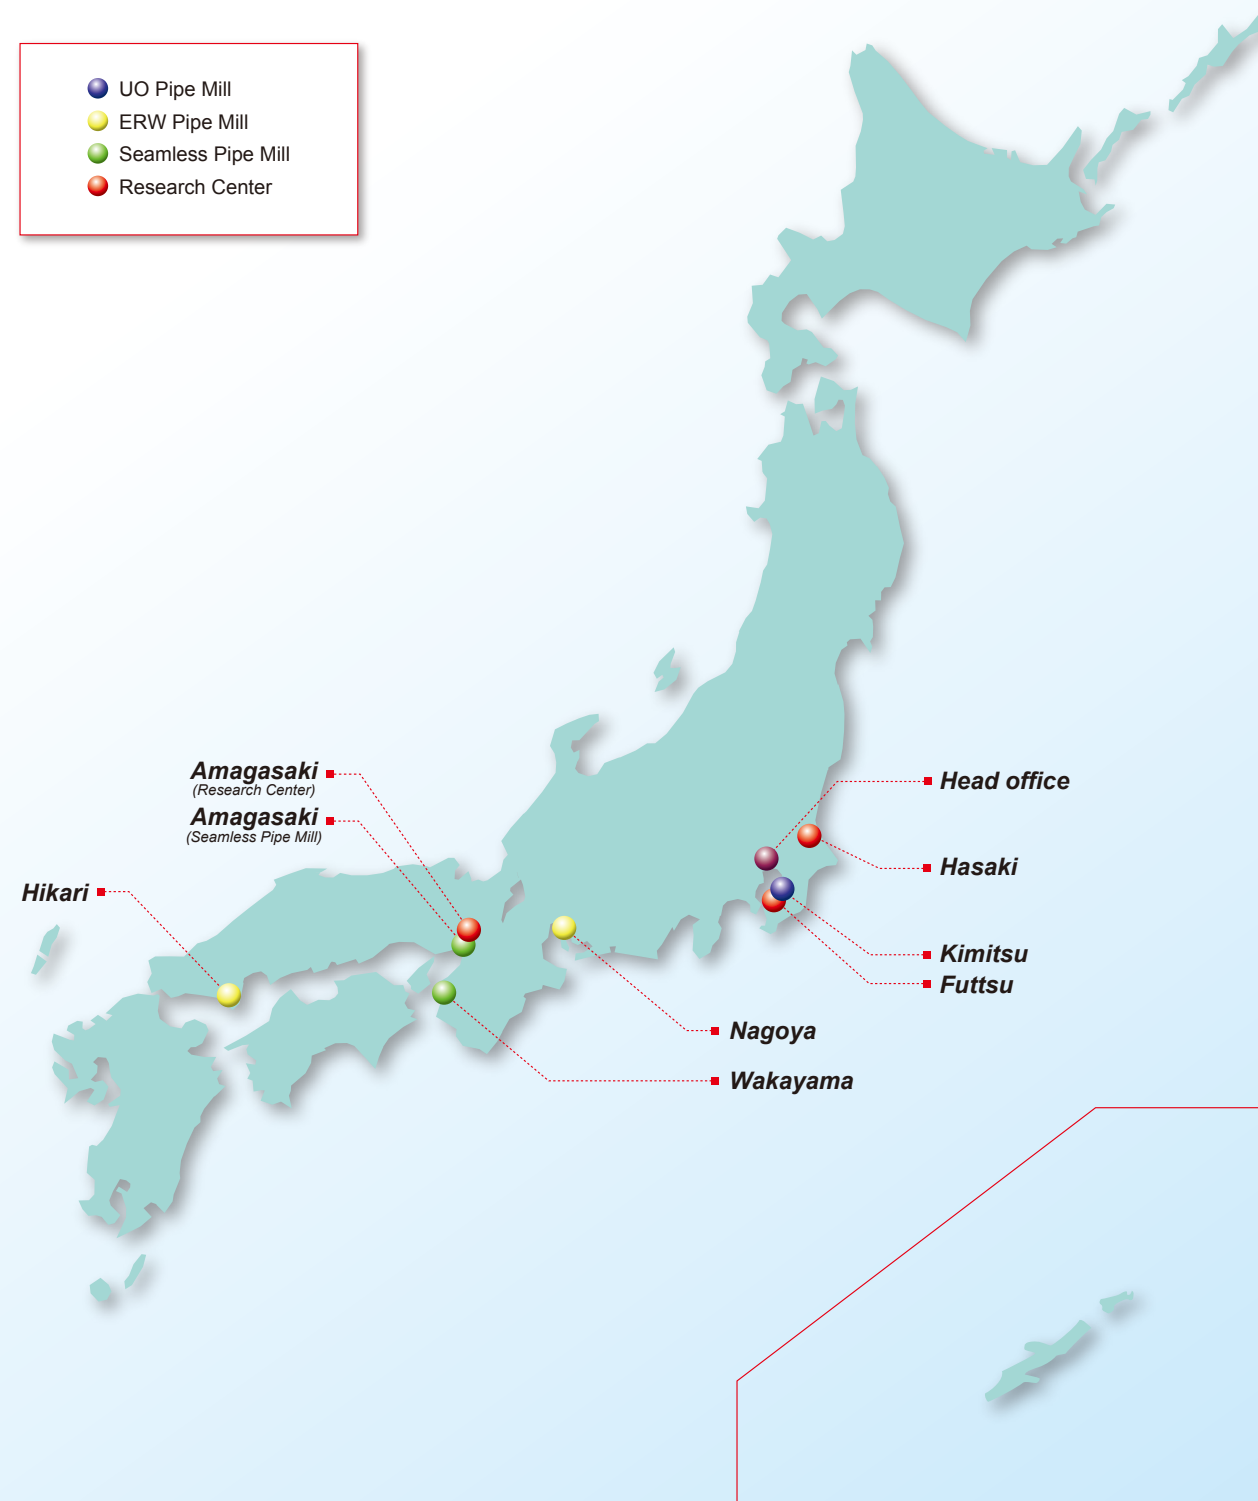 UO Pipe Mill
ERW Pipe Mill
Seamless Pipe Mill
Research Center
Amagasaki
(Research Center)
Amagasaki
(Seamless Pipe Mill)
Hikari
Head office
Hasaki
Kimitsu
Futtsu
Nagoya
Wakayama